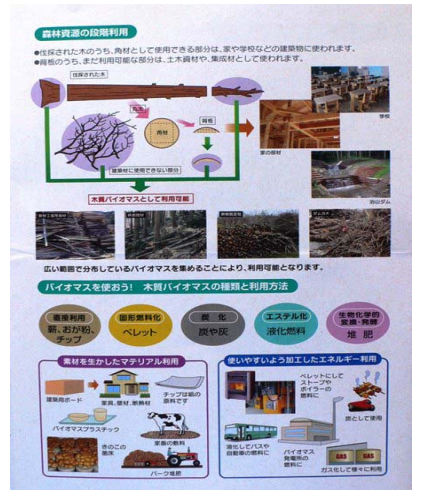 森林資源の段階利用
●伐採された木のうち、角材として使用できる部分は、家や学校などの建築物に使われます。
●背板のうち、まだ利用可能な部分は、土木資材や、集成材として使われます。
伐採された木
学校
角材
背板
家の部材
建築材に使用できない部分
治山ダム
木質バイオマスとして利用可能
ダム流木
広い範囲で分布しているバイオマスを集めることにより、利用可能となります。
バイオマスを使おう! 木質バイオマスの種類と利用方法
直接利用
薪、おが粉、
チップ
固形燃料化
ペレット
炭化
炭や灰
エステル化
液化燃料
生物化学的
変換・発酵
堆肥
素材を生かしたマテリアル利用
建築用ボード
家具、壁材、断熱材
チップは紙の
原料です
バイオマスプラスチック
きのこの
菌床
家畜の敷料
バーク堆肥
使いやすいよう加工したエネルギー利用
ペレットにして
ストーブや
ボイラーの
燃料に
炭として使用
液化してバスや
自動車の燃料に
バイオマス
発電所の
燃料に
GAS
GAS
ガス化して様々に利用